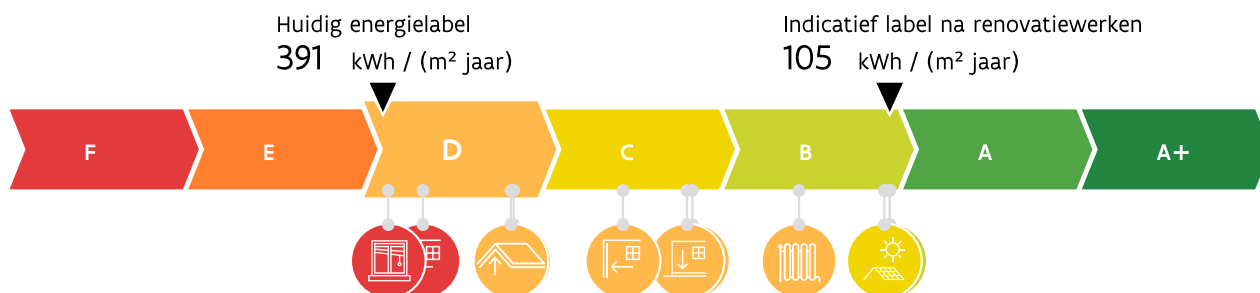 Huidig energielabel
391 kWh / (m² jaar)
Indicatief label na renovatiewerken
105 kWh / (m² jaar)
F E D C B A A+